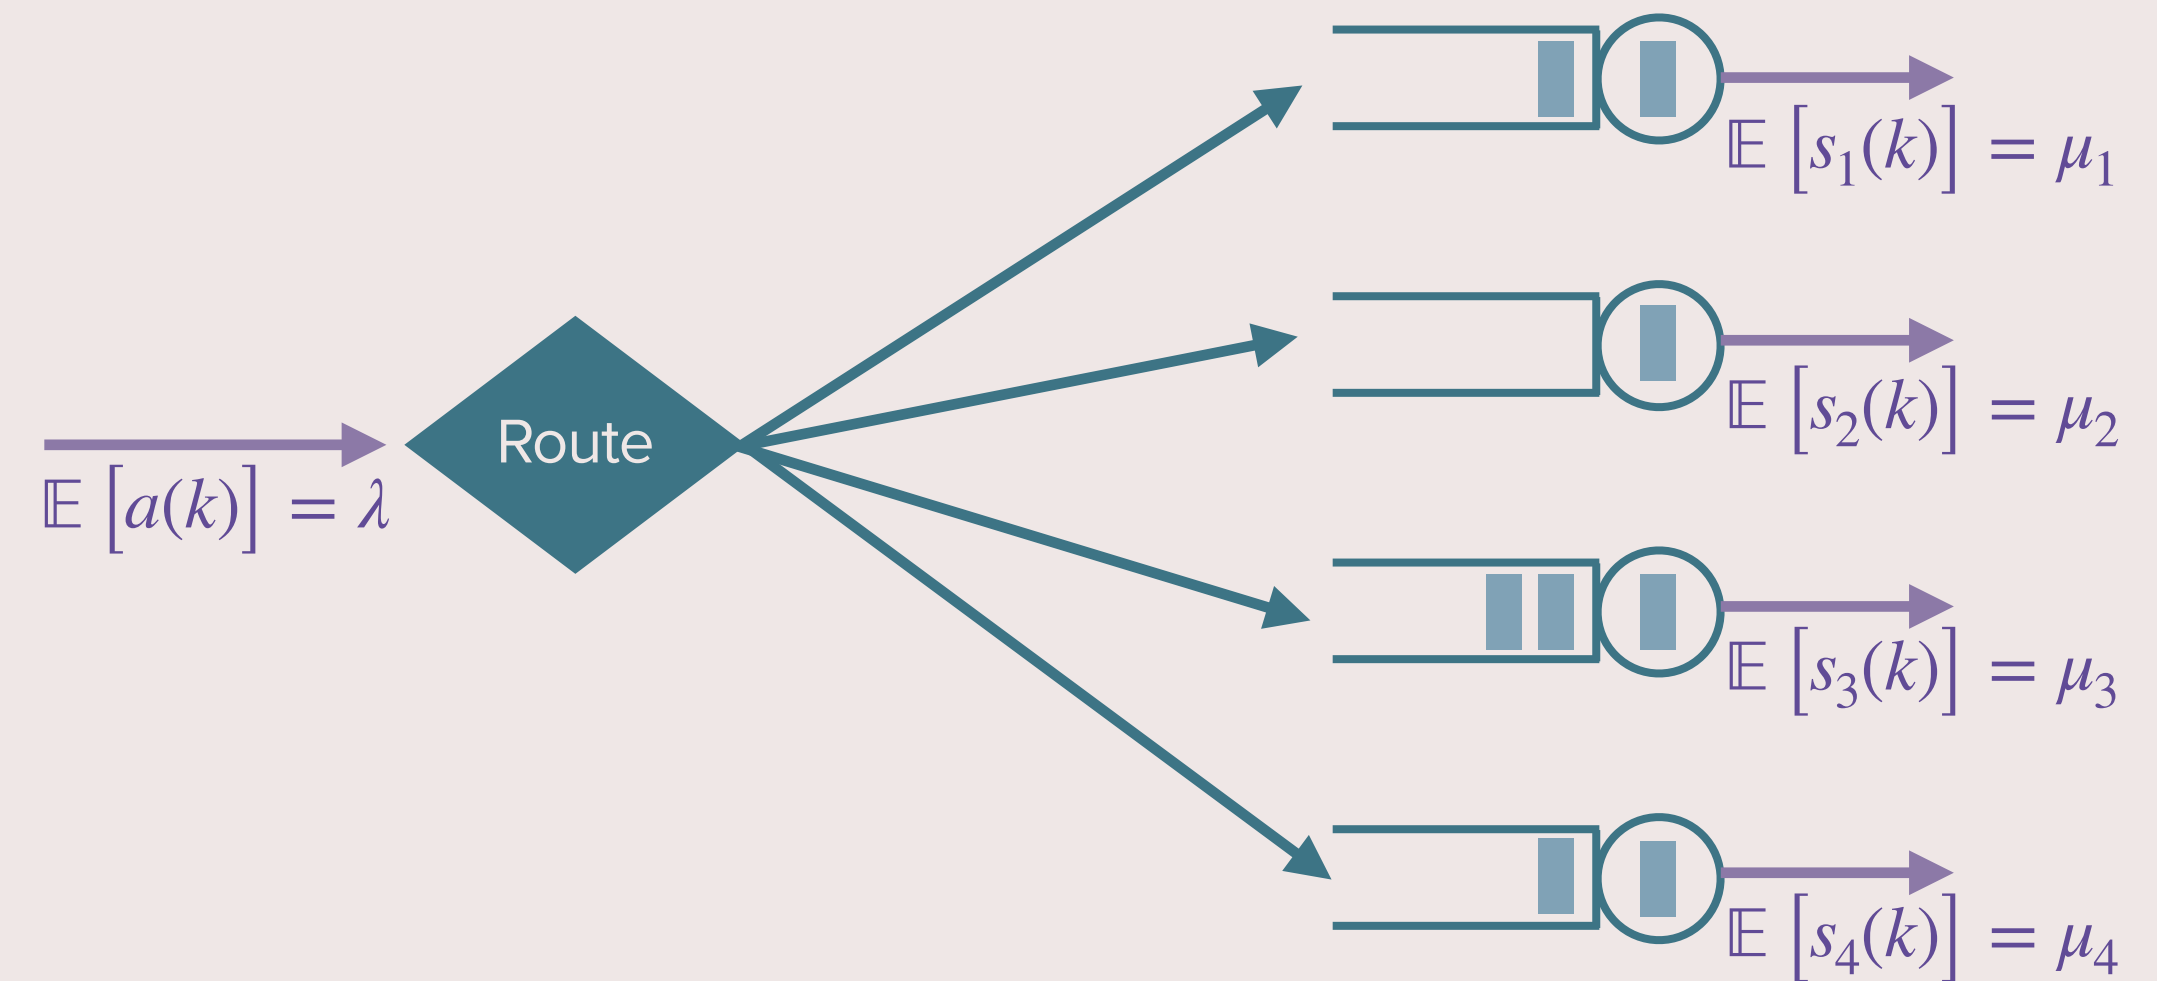 𝔼 [s₁(k)] = μ₁
Route
𝔼 [s₂(k)] = μ₂
𝔼 [a(k)] = λ
𝔼 [s₃(k)] = μ₃
𝔼 [s₄(k)] = μ₄